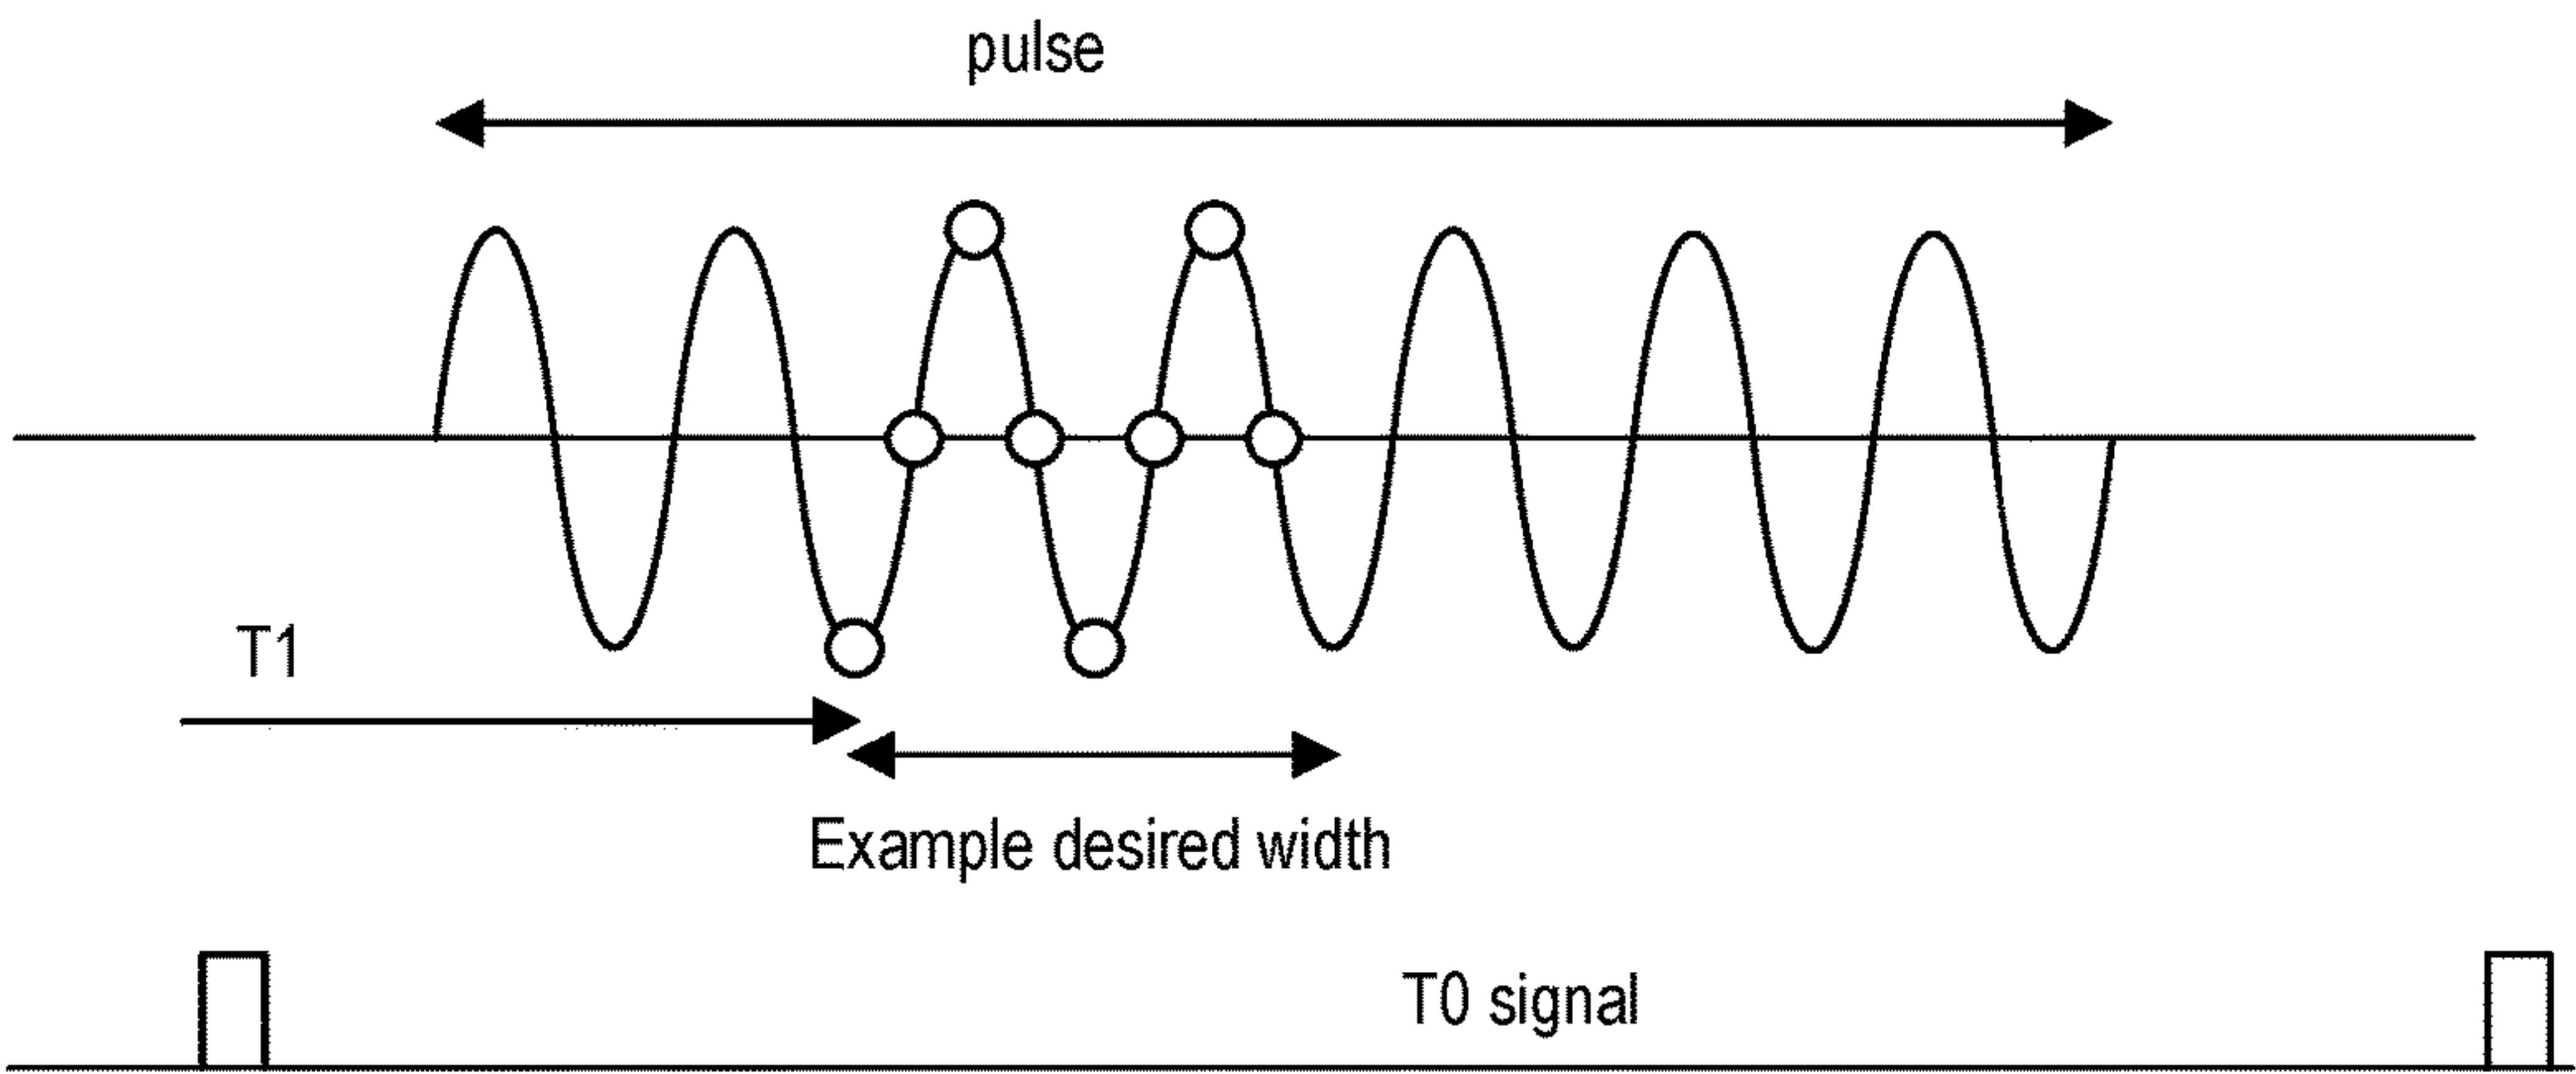 pulse
T1
Example desired width
T0 signal